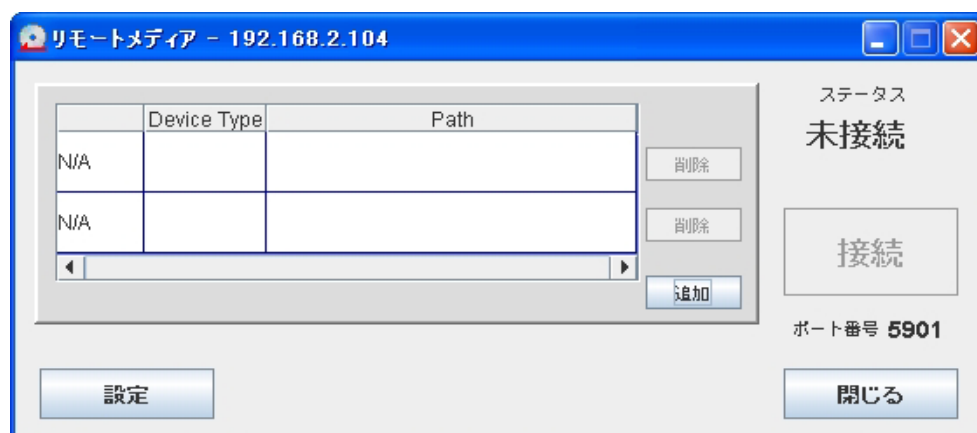 リモートメディア - 192.168.2.104
Device Type Path
N/A
削除
N/A
削除
追加
ステータス
未接続
接続
ポート番号 5901
設定
閉じる